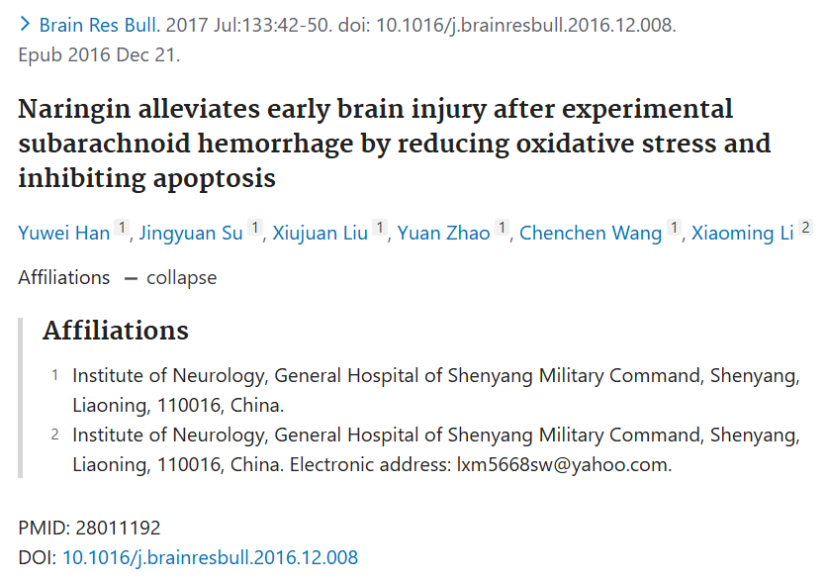 > Brain Res Bull. 2017 Jul:133:42-50. doi: 10.1016/j.brainresbull.2016.12.008.
Epub 2016 Dec 21.
Naringin alleviates early brain injury after experimental
subarachnoid hemorrhage by reducing oxidative stress and
inhibiting apoptosis
Yuwei Han 1, Jingyuan Su 1, Xiujuan Liu 1, Yuan Zhao 1, Chenchen Wang 1, Xiaoming Li 2
Affiliations – collapse
Affiliations
1 Institute of Neurology, General Hospital of Shenyang Military Command, Shenyang,
Liaoning, 110016, China.
2 Institute of Neurology, General Hospital of Shenyang Military Command, Shenyang,
Liaoning, 110016, China. Electronic address: lxm5668sw@yahoo.com.
PMID: 28011192
DOI: 10.1016/j.brainresbull.2016.12.008